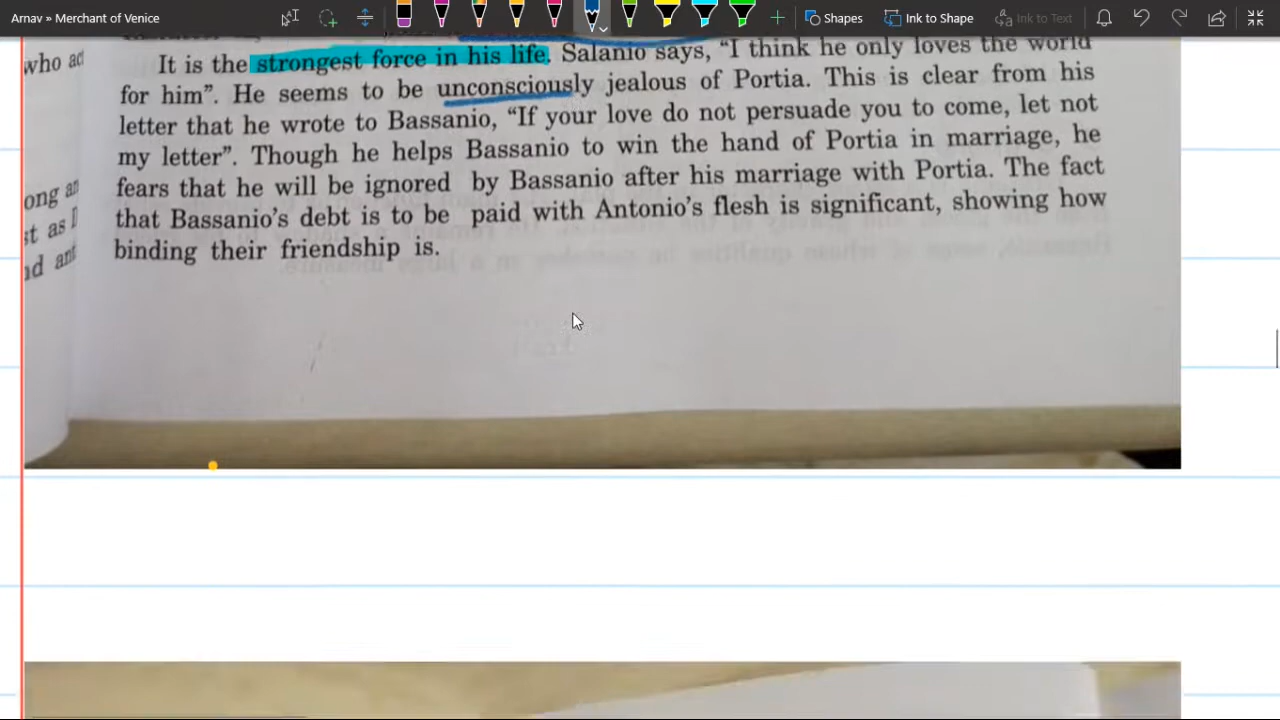 Arnav » Merchant of Venice
Shapes
Ink to Shape
Ink to Text
who
It is the strongest force in his life. Salanio says, “I think he only loves the world
for him”. He seems to be unconsciously jealous of Portia. This is clear from his
letter that he wrote to Bassanio, “If your love do not persuade you to come, let not
my letter”. Though he helps Bassanio to win the hand of Portia in marriage, he
fears that he will be ignored by Bassanio after his marriage with Portia. The fact
that Bassanio’s debt is to be paid with Antonio’s flesh is significant, showing how
binding their friendship is.